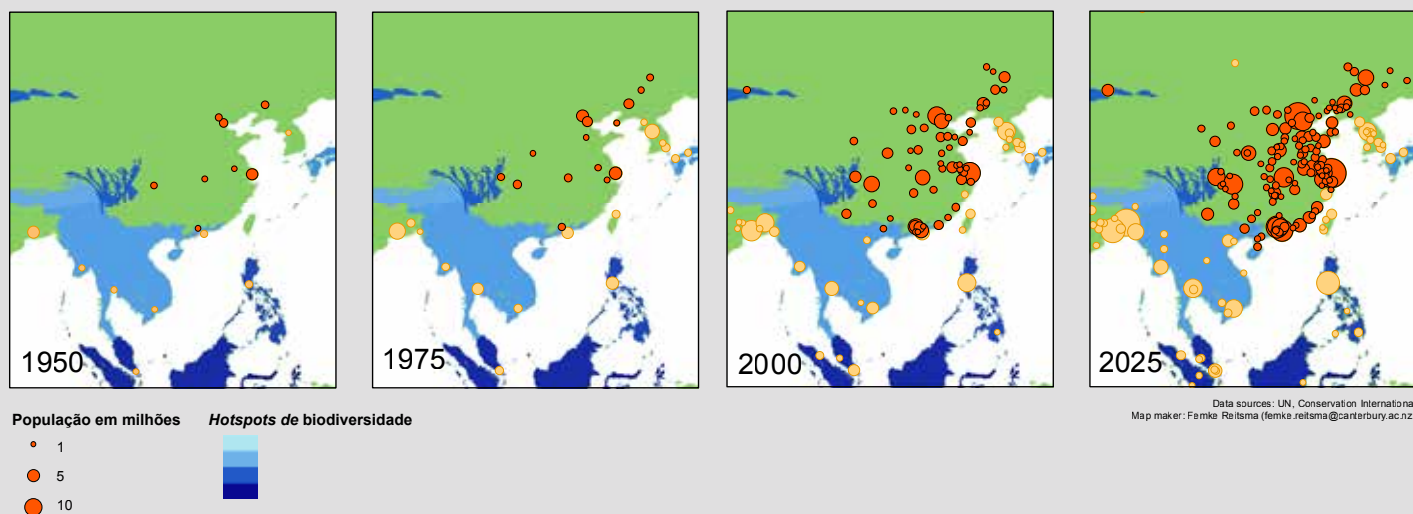 1950
1975
2000
2025
Data sources: UN, Conservation Internationa
Map maker: Femke Reitsma (femke.reitsma@canterbury.ac.nz
População em milhões
Hotspots de biodiversidade
1
5
10